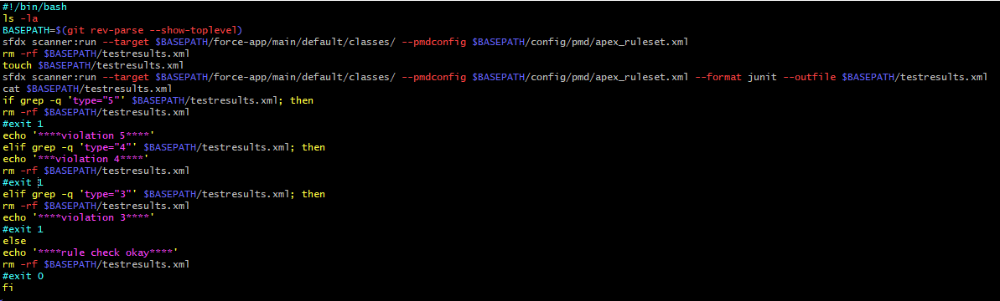 #!/bin/bash
ls -la
BASEPATH=$(git rev-parse --show-toplevel)
sfdx scanner:run --target $BASEPATH/force-app/main/default/classes/ --pmdconfig $BASEPATH/config/pmd/apex_ruleset.xml
rm -rf $BASEPATH/testresults.xml
touch $BASEPATH/testresults.xml
sfdx scanner:run --target $BASEPATH/force-app/main/default/classes/ --pmdconfig $BASEPATH/config/pmd/apex_ruleset.xml --format junit --outfile $BASEPATH/testresults.xml
cat $BASEPATH/testresults.xml
if grep -q 'type="5"' $BASEPATH/testresults.xml; then
rm -rf $BASEPATH/testresults.xml
#exit 1
echo '****violation 5****'
elif grep -q 'type="4"' $BASEPATH/testresults.xml; then
echo '***violation 4****'
rm -rf $BASEPATH/testresults.xml
#exit 1
elif grep -q 'type="3"' $BASEPATH/testresults.xml; then
rm -rf $BASEPATH/testresults.xml
echo '****violation 3****'
#exit 1
else
echo '****rule check okay****'
rm -rf $BASEPATH/testresults.xml
#exit 0
fi